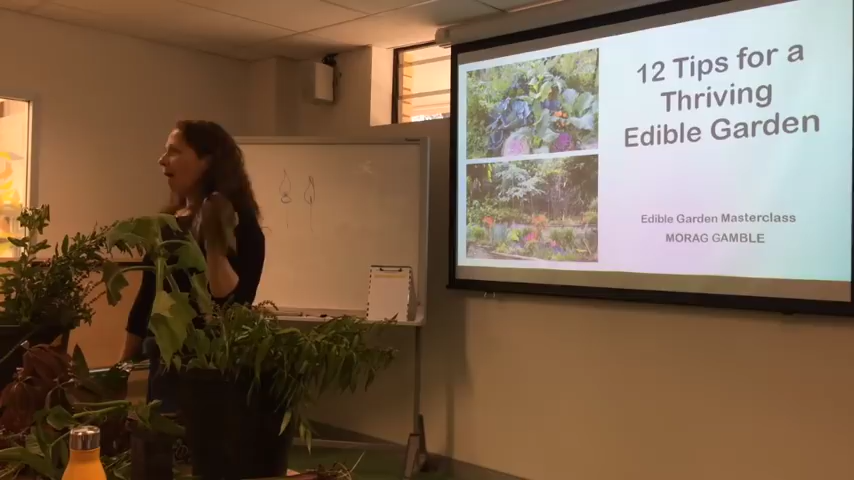 12 Tips for a
Thriving
Edible Garden
Edible Garden Masterclass
MORAG GAMBLE